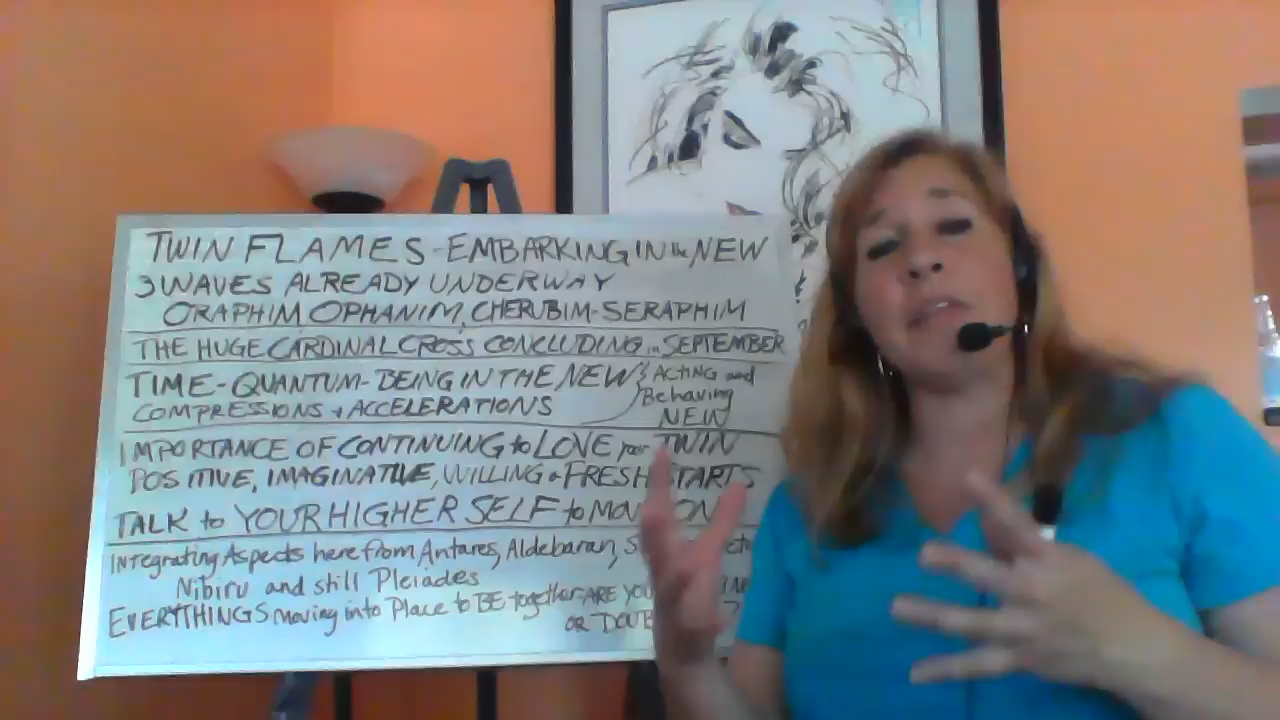 TWIN FLAMES - EMBARKING IN the NEW
3 WAVES ALREADY UNDERWAY
ORAPHIM, OPHANIM, CHERUBIM-SERAPHIM
THE HUGE CARDINAL CROSS CONCLUDING in SEPTEMBER
TIME-QUANTUM-BEING IN THE NEW
COMPRESSIONS + ACCELERATIONS
ACTING and
Behaving
NEW
IMPORTANCE OF CONTINUING to LOVE your TWIN
POSITIVE, IMAGINATIVE, WILLING & FRESH STARTS
TALK to YOUR HIGHER SELF to
Integrating Aspects here from Antares, Aldebaran,
Nibiru and still Pleiades
EVERYTHINGS moving into Place to BE together. ARE YOU
OR